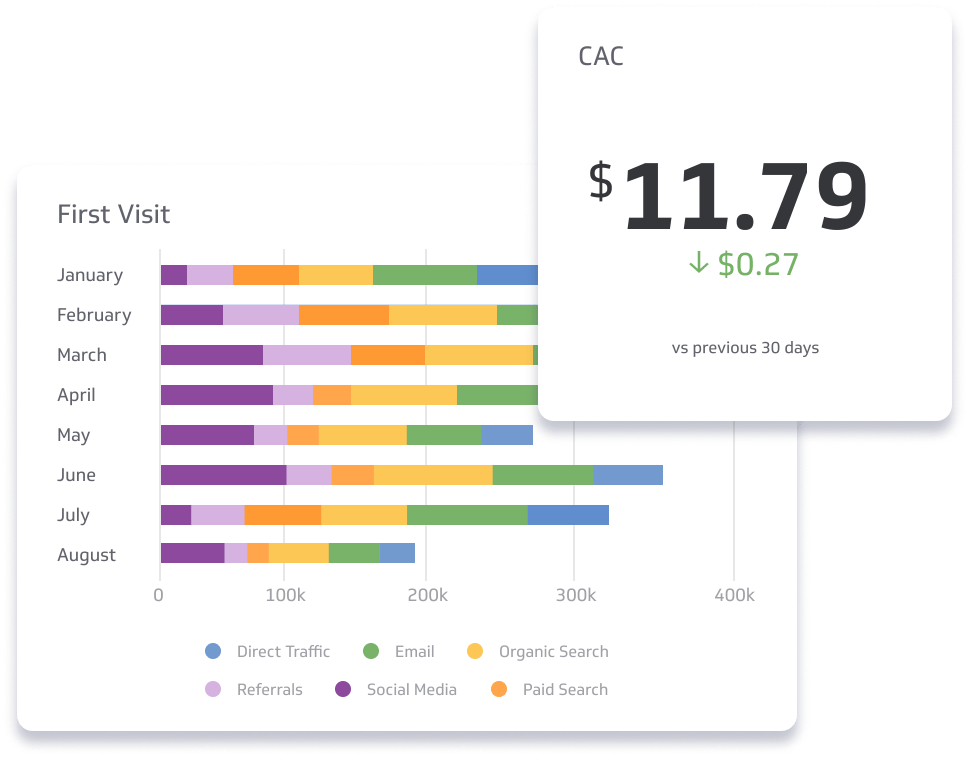 CAC
$11.79
↓ $0.27
vs previous 30 days
First Visit
January
February
March
April
May
June
July
August
0 100k 200k 300k 400k
Direct Traffic Email Organic Search
Referrals Social Media Paid Search